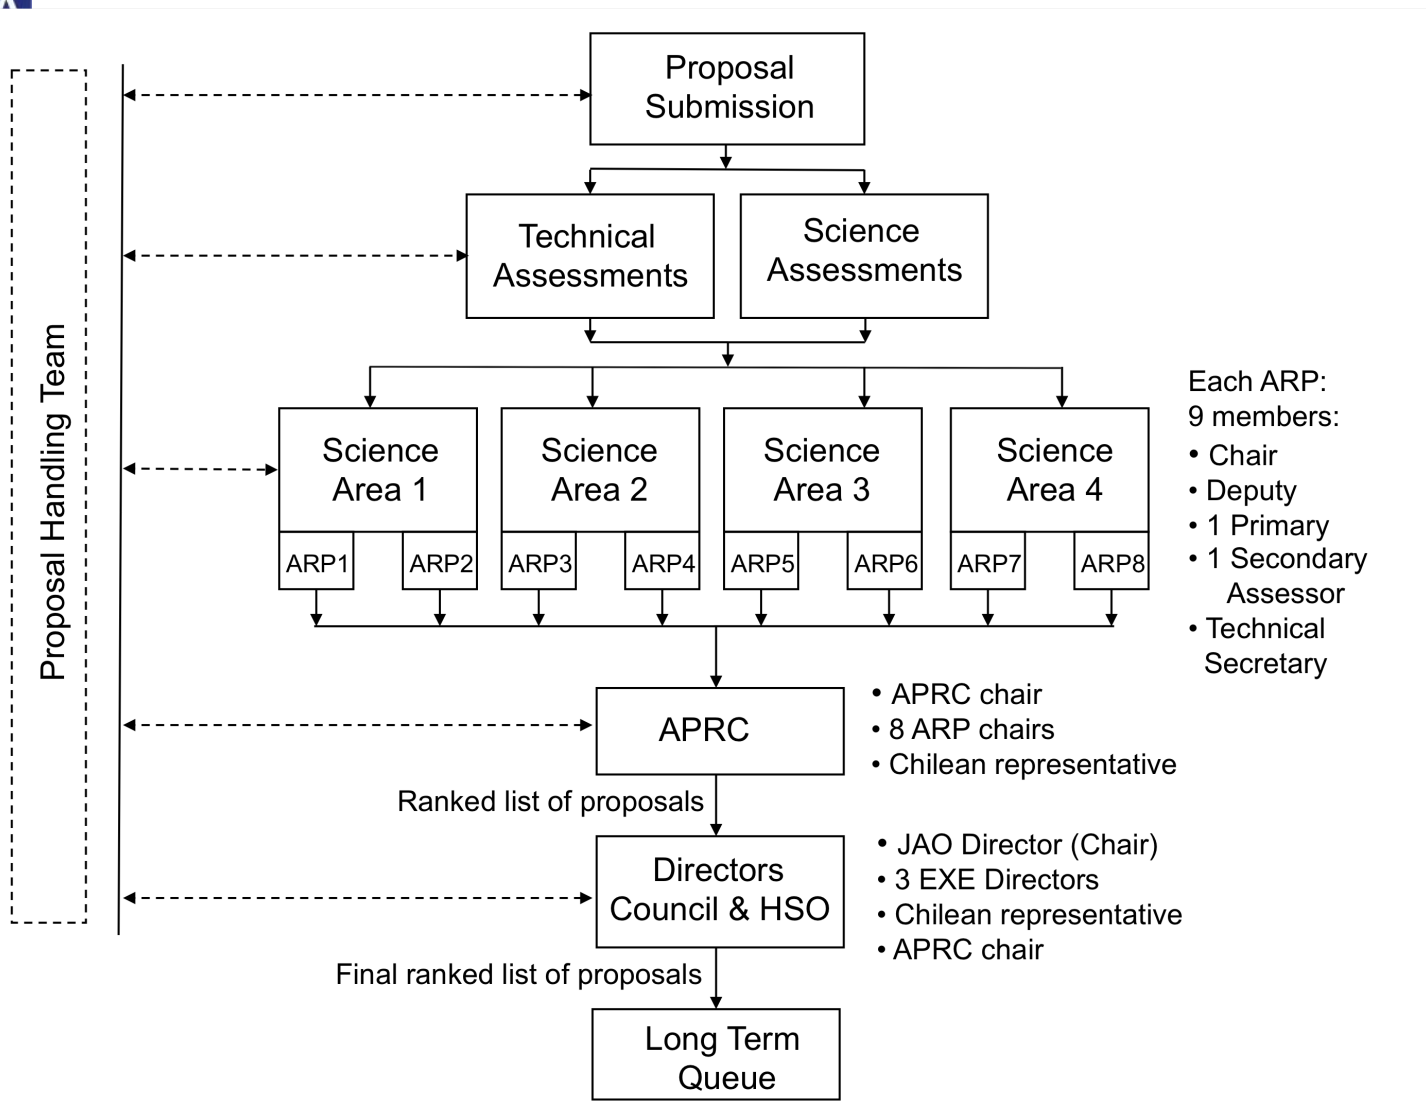 Proposal
Submission
Technical
Assessments
Science
Assessments
Proposal Handling Team
Science
Area 1
Science
Area 2
Science
Area 3
Science
Area 4
ARP1
ARP2
ARP3
ARP4
ARP5
ARP6
ARP7
ARP8
Each ARP:
9 members:
• Chair
• Deputy
• 1 Primary
• 1 Secondary
Assessor
• Technical
Secretary
APRC
• APRC chair
• 8 ARP chairs
• Chilean representative
Ranked list of proposals
Directors
Council & HSO
• JAO Director (Chair)
• 3 EXE Directors
• Chilean representative
• APRC chair
Final ranked list of proposals
Long Term
Queue